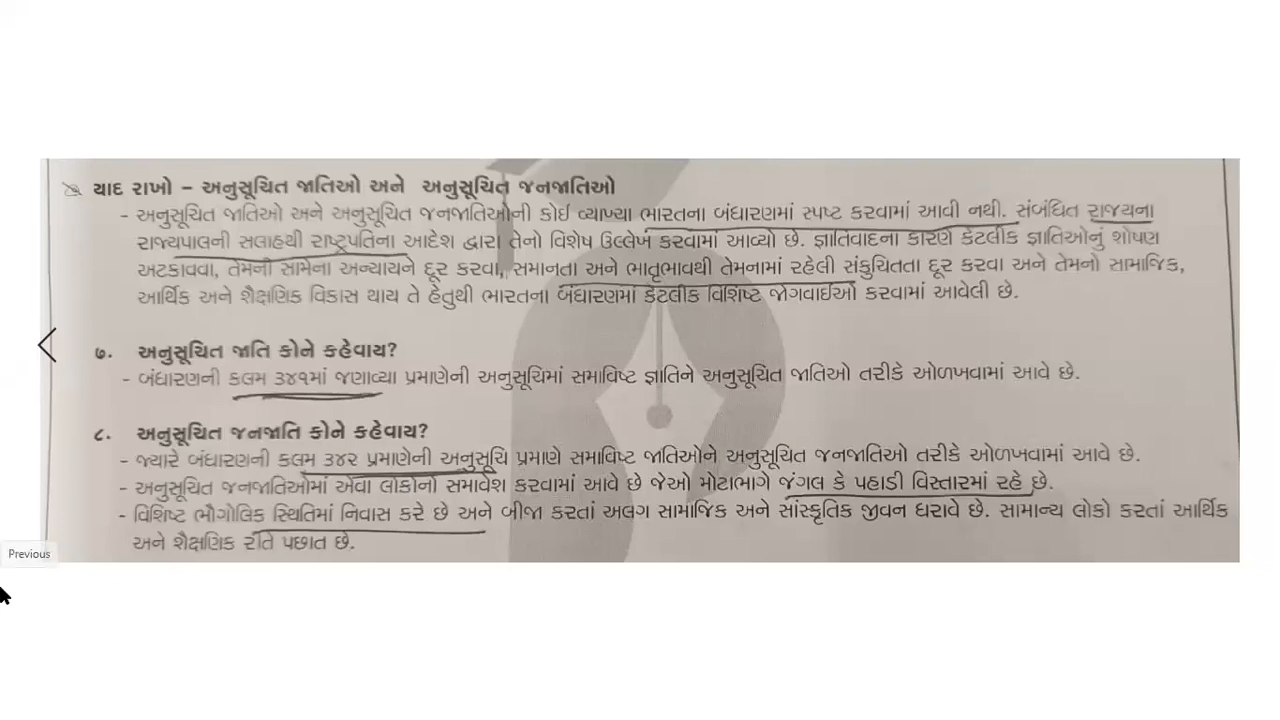 યાદ રાખો – અનુસૂચિત જાતિઓ અને અનુસૂચિત જનજાતિઓ
- અનુસૂચિત જાતિઓ અને અનુસૂચિત જનજાતિઓની કોઈ વ્યાખ્યા ભારતના બંધારણમાં સ્પષ્ટ કરવામાં આવી નથી. સંબંધિત રાજ્યના
રાજ્યપાલની સલાહથી રાષ્ટ્રપતિના આદેશ દ્વારા તેનો વિશેષ ઉલ્લેખ કરવામાં આવ્યો છે. જ્ઞાતિવાદના કારણે કેટલીક જ્ઞાતિઓનું શોષણ
અટકાવવા, તેમની સામેના અન્યાયને દૂર કરવા, સમાનતા અને ભાતૃભાવથી તેમનામાં રહેલી સંકુચિતતા દૂર કરવા અને તેમનો સામાજિક,
આર્થિક અને શૈક્ષણિક વિકાસ થાય તે હેતુથી ભારતના બંધારણમાં કેટલીક વિશિષ્ટ જોગવાઈઓ કરવામાં આવેલી છે.
૭. અનુસૂચિત જાતિ કોને કહેવાય?
- બંધારણની કલમ ૩૪૧માં જણાવ્યા પ્રમાણેની અનુસૂચિમાં સમાવિષ્ટ જ્ઞાતિને અનુસૂચિત જાતિઓ તરીકે ઓળખવામાં આવે છે.
૮. અનુસૂચિત જનજાતિ કોને કહેવાય?
- જ્યારે બંધારણની કલમ ૩૪૨ પ્રમાણેની અનુસૂચિ પ્રમાણે સમાવિષ્ટ જાતિઓને અનુસૂચિત જનજાતિઓ તરીકે ઓળખવામાં આવે છે.
- અનુસૂચિત જનજાતિઓમાં એવા લોકોનો સમાવેશ કરવામાં આવે છે જેઓ મોટાભાગે જંગલ કે પહાડી વિસ્તારમાં રહે છે.
- વિશિષ્ટ ભૌગોલિક સ્થિતિમાં નિવાસ કરે છે અને બીજા કરતાં અલગ સામાજિક અને સાંસ્કૃતિક જીવન ધરાવે છે. સામાન્ય લોકો કરતાં આર્થિક
અને શૈક્ષણિક રીતે પછાત છે.
Previous